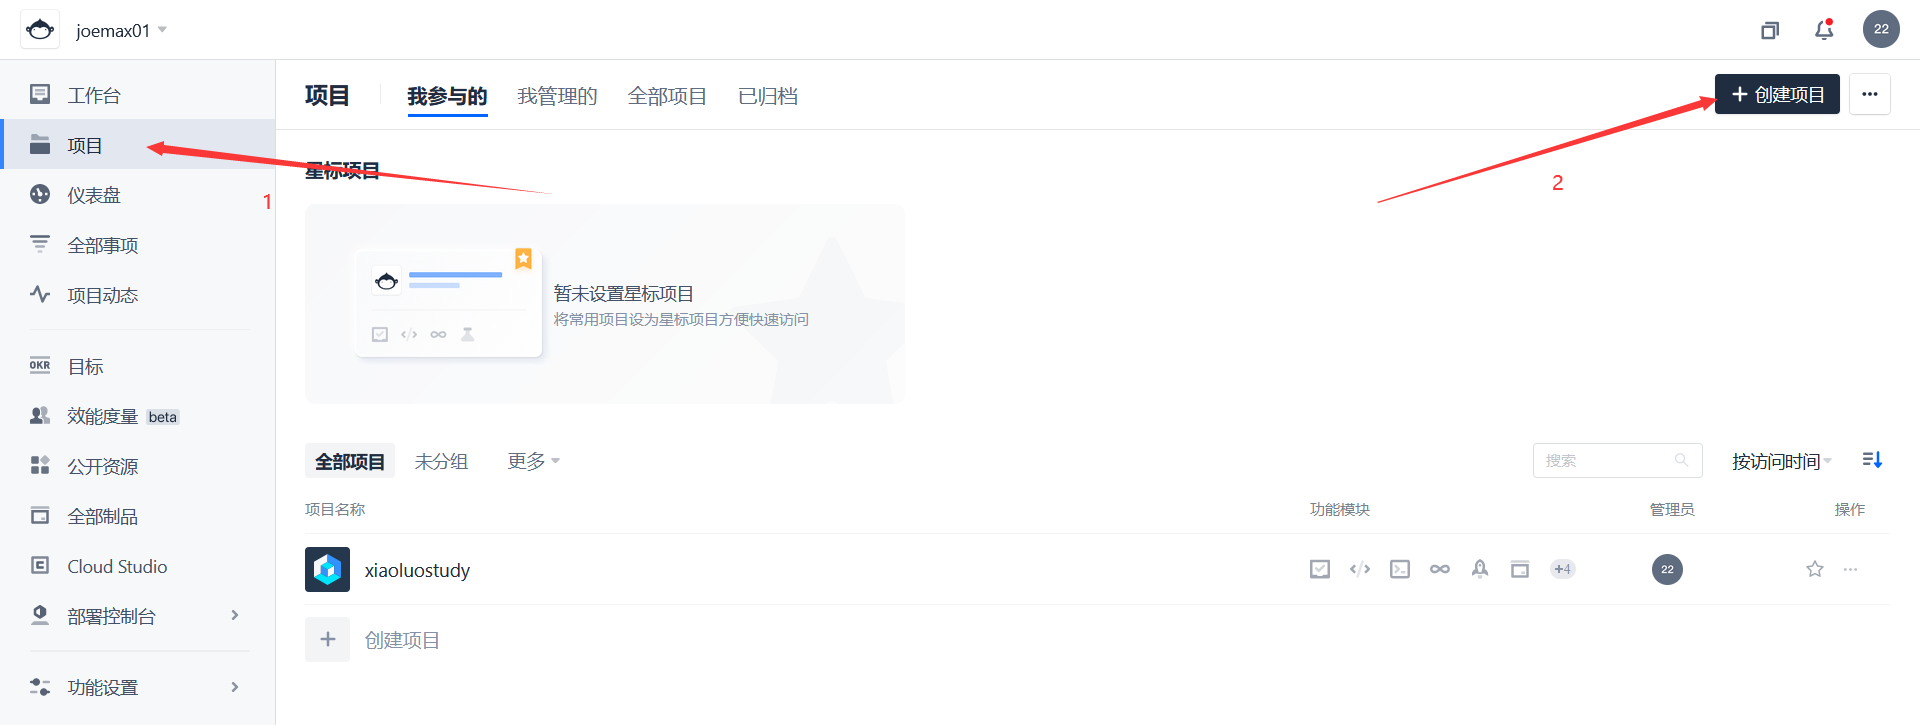 joemax01
22
工作台
项目
仪表盘
全部事项
项目动态
OKR 目标
效能度量 beta
公开资源
全部制品
Cloud Studio
部署控制台
功能设置
1
项目 我参与的 我管理的 全部项目 已归档
创建项目
2
星标项目
暂未设置星标项目
将常用项目设为星标项目方便快速访问
全部项目 未分组 更多
搜索 按访问时间
项目名称 功能模块 管理员 操作
xiaoluostudy +4 22
创建项目